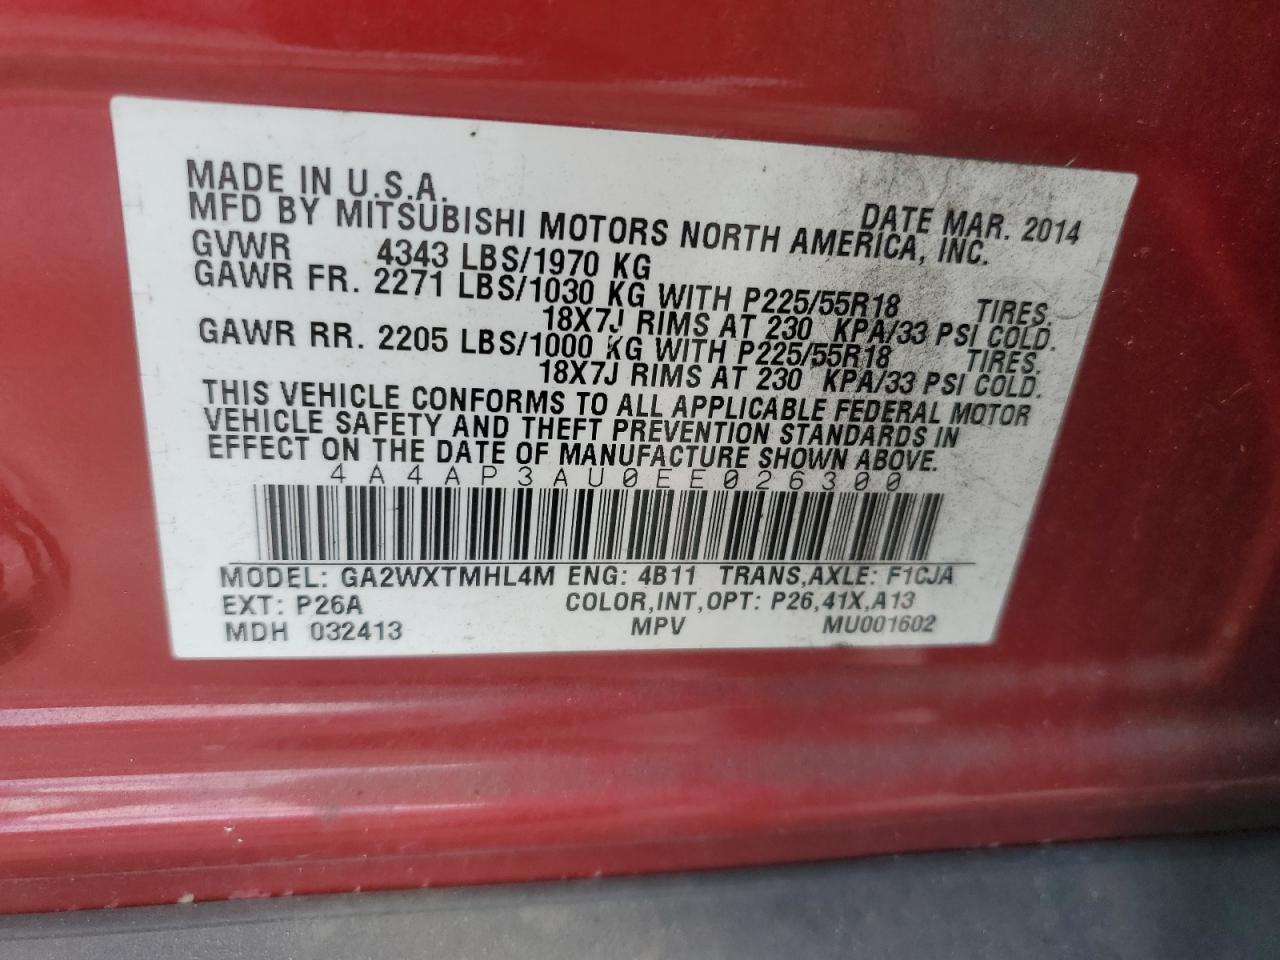 MADE IN U.S.A. DATE MAR. 2014
MFD BY MITSUBISHI MOTORS NORTH AMERICA, INC.
GVWR 4343 LBS/1970 KG
GAWR FR. 2271 LBS/1030 KG WITH P225/55R18 TIRES.
18X7J RIMS AT 230 KPA/33 PSI COLD.
GAWR RR. 2205 LBS/1000 KG WITH P225/55R18 TIRES.
18X7J RIMS AT 230 KPA/33 PSI COLD.
THIS VEHICLE CONFORMS TO ALL APPLICABLE FEDERAL MOTOR
VEHICLE SAFETY AND THEFT PREVENTION STANDARDS IN
EFFECT ON THE DATE OF MANUFACTURE SHOWN ABOVE.
4A4AP3AU0EE026300
MODEL: GA2WXTMHL4M ENG: 4B11 TRANS,AXLE: F1CJA
EXT: P26A COLOR,INT,OPT: P26,41X,A13
MDH 032413 MPV MU001602